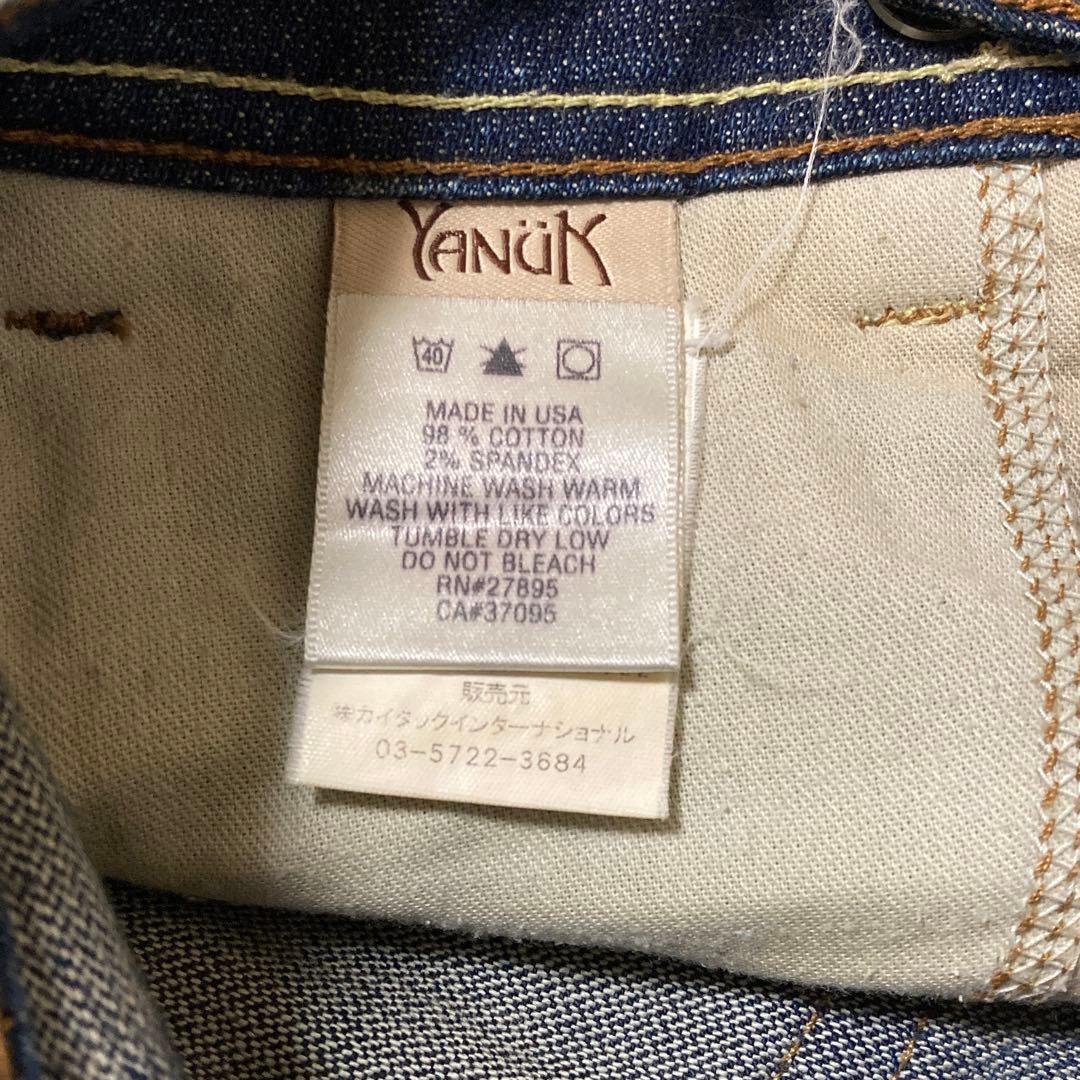 YANÜK
40
MADE IN USA
98 % COTTON
2% SPANDEX
MACHINE WASH WARM
WASH WITH LIKE COLORS
TUMBLE DRY LOW
DO NOT BLEACH
RN#27895
CA#37095
販売元
㈱カイタックインターナショナル
03-5722-3684